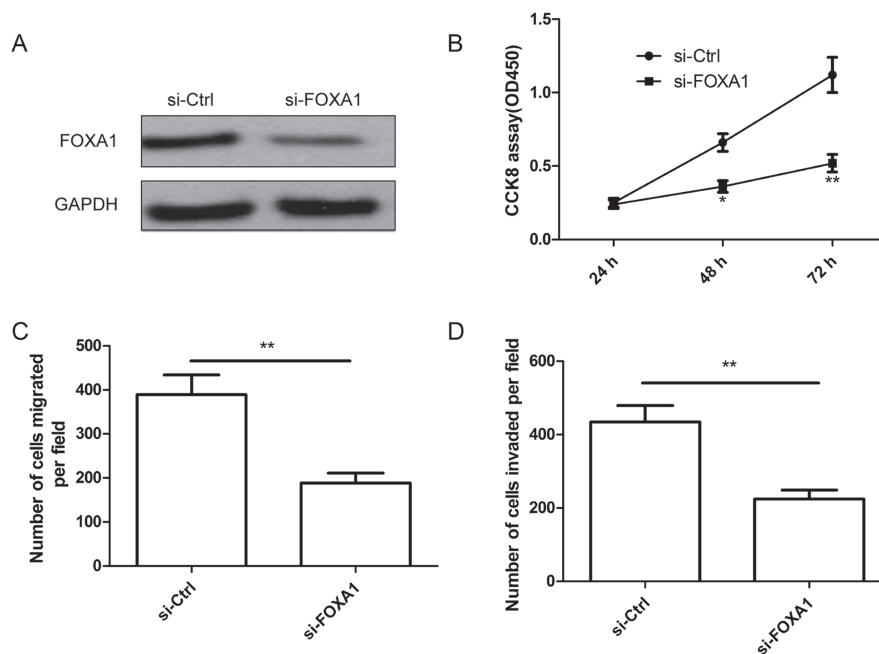 A
si-Ctrl si-FOXA1
FOXA1
GAPDH
B
CCK8 assay(OD450)
1.5
1.0
0.5
0.0
si-Ctrl
si-FOXA1
*
**
24 h
48 h
72 h
C
Number of cells migrated
per field
500
400
300
200
100
0
**
si-Ctrl
si-FOXA1
D
Number of cells invaded per field
600
400
200
0
**
si-Ctrl
si-FOXA1